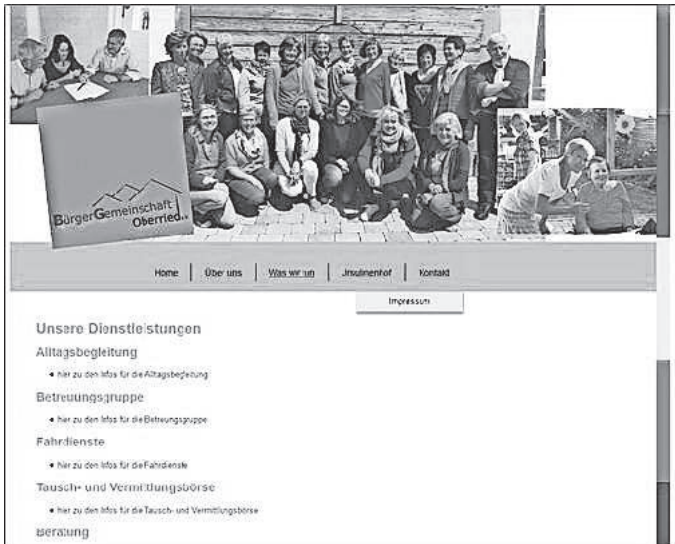 BürgerGemeinschaft
Oberried e.V.
Home | Über uns | Was wir tun | Ursulinenhof | Kontakt
Impressum
Unsere Dienstleistungen
Alltagsbegleitung
hier zu den Infos für die Alltagsbegleitung
Betreuungsgruppe
hier zu den Infos für die Betreuungsgruppe
Fahrdienste
hier zu den Infos für die Fahrdienste
Tausch- und Vermittlungsbörse
hier zu den Infos für die Tausch- und Vermittlungsbörse
Beratung